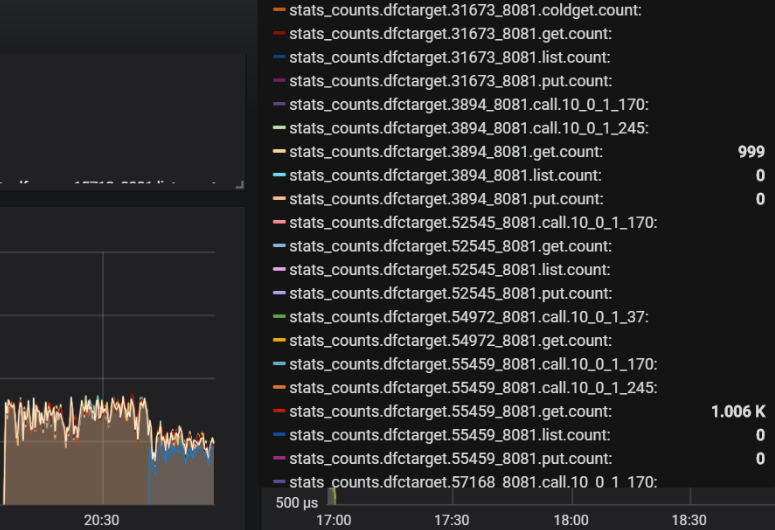 stats_counts.dfctarget.31673_8081.coldget.count:
stats_counts.dfctarget.31673_8081.get.count:
stats_counts.dfctarget.31673_8081.list.count:
stats_counts.dfctarget.31673_8081.put.count:
stats_counts.dfctarget.3894_8081.call.10_0_1_170:
stats_counts.dfctarget.3894_8081.call.10_0_1_245:
stats_counts.dfctarget.3894_8081.get.count: 999
stats_counts.dfctarget.3894_8081.list.count: 0
stats_counts.dfctarget.3894_8081.put.count: 0
stats_counts.dfctarget.52545_8081.call.10_0_1_170:
stats_counts.dfctarget.52545_8081.get.count:
stats_counts.dfctarget.52545_8081.list.count:
stats_counts.dfctarget.52545_8081.put.count:
stats_counts.dfctarget.54972_8081.call.10_0_1_37:
stats_counts.dfctarget.54972_8081.get.count:
stats_counts.dfctarget.55459_8081.call.10_0_1_170:
stats_counts.dfctarget.55459_8081.call.10_0_1_245:
stats_counts.dfctarget.55459_8081.get.count: 1.006 K
stats_counts.dfctarget.55459_8081.list.count: 0
stats_counts.dfctarget.55459_8081.put.count: 0
stats_counts.dfctarget.57168_8081.call.10_0_1_170:
500 µs
20:30 17:00 17:30 18:00 18:30